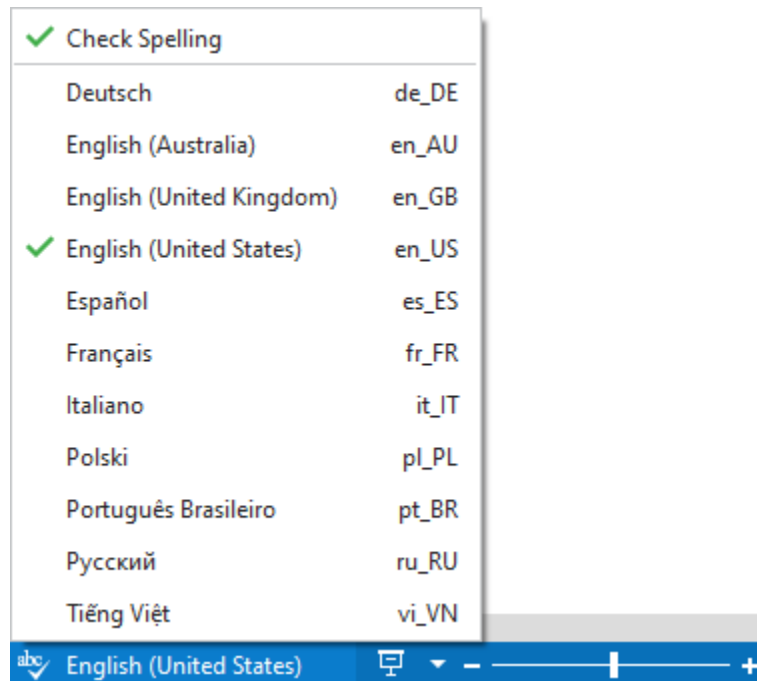 Check Spelling
Deutsch de_DE
English (Australia) en_AU
English (United Kingdom) en_GB
English (United States) en_US
Español es_ES
Français fr_FR
Italiano it_IT
Polski pl_PL
Português Brasileiro pt_BR
Русский ru_RU
Tiếng Việt vi_VN
abc English (United States)